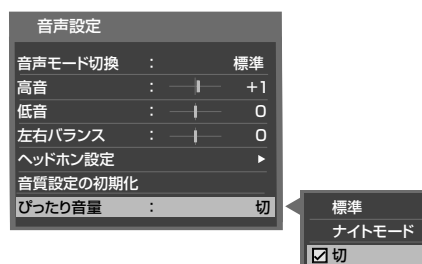 音声設定
音声モード切換 : 標準
高音 : +1
低音 : 0
左右バランス : 0
ヘッドホン設定
音質設定の初期化
ぴったり音量 : 切
標準
ナイトモード
切